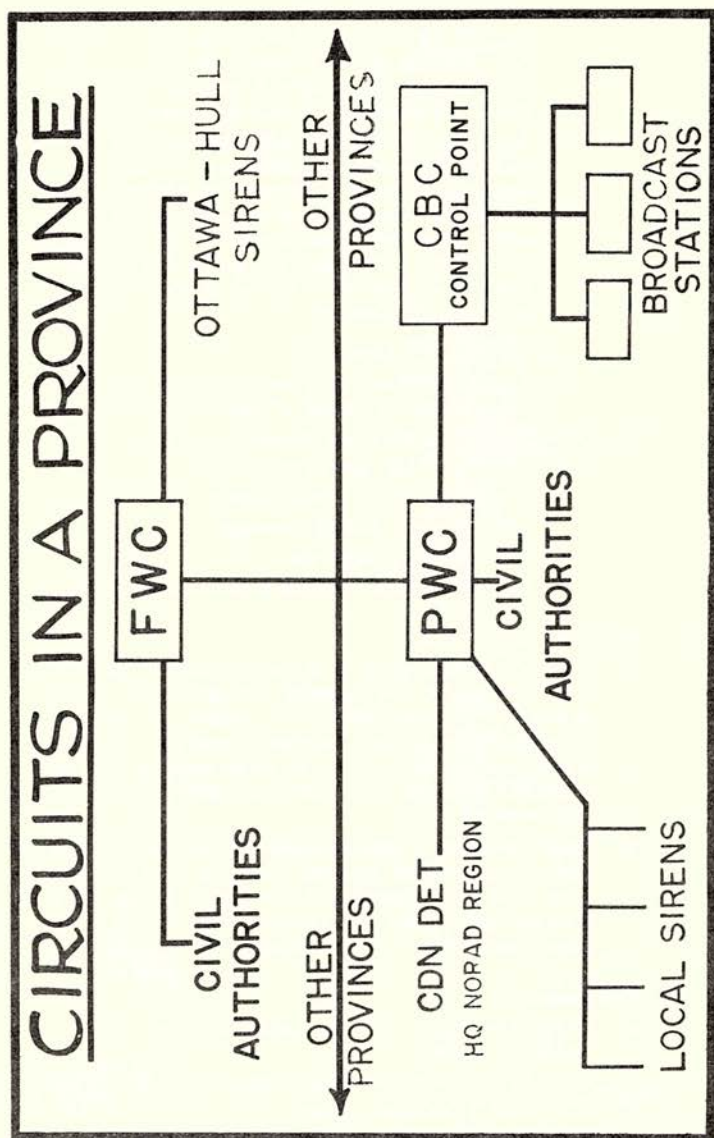 CIRCUITS IN A PROVINCE
FWC
CIVIL
AUTHORITIES
OTTAWA - HULL
SIRENS
OTHER
PROVINCES
OTHER
PROVINCES
CDN DET
HQ NORAD REGION
PWC
CIVIL
AUTHORITIES
CBC
CONTROL POINT
LOCAL SIRENS
BROADCAST
STATIONS